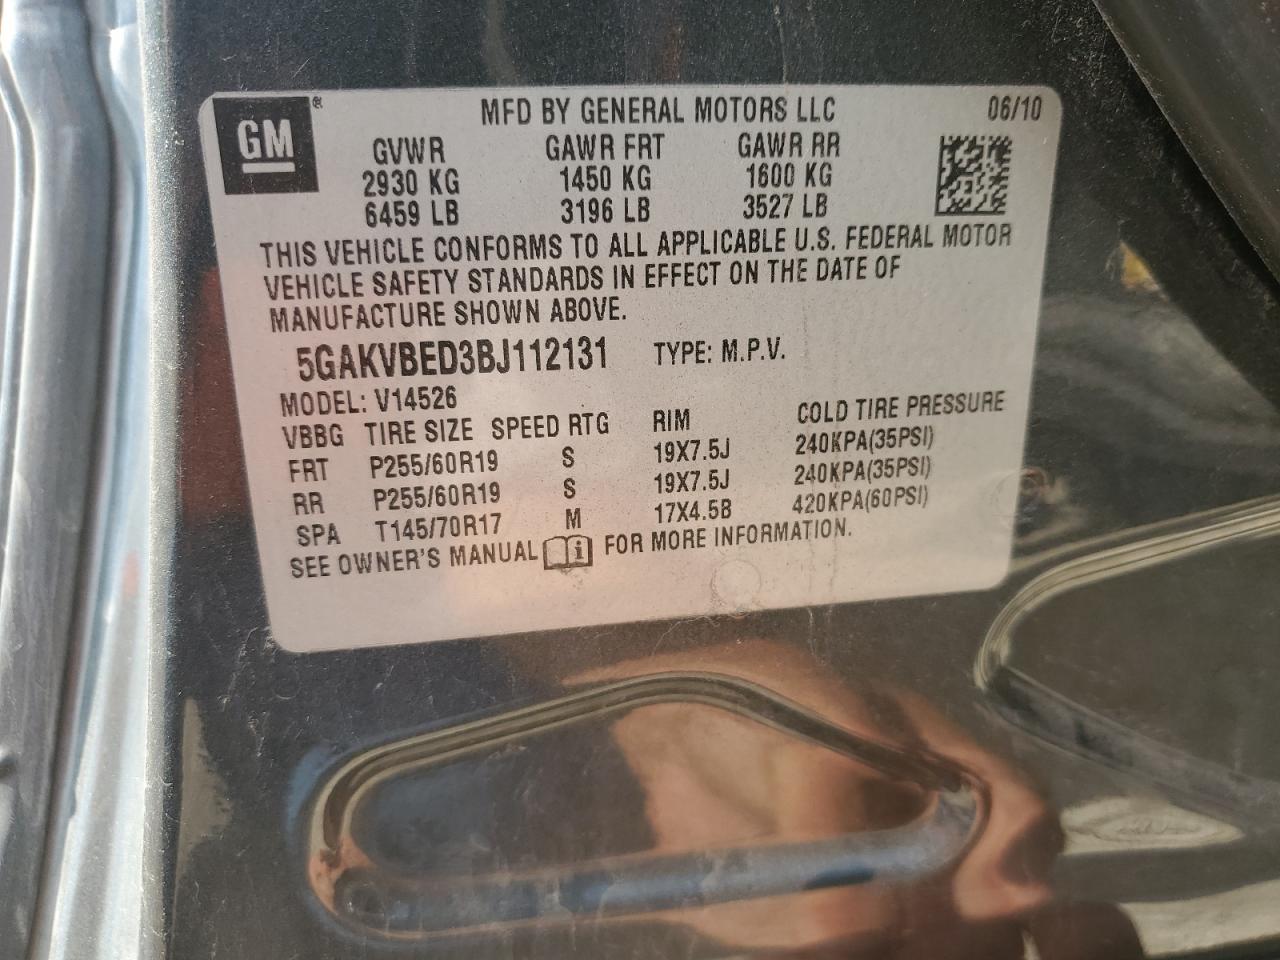 GM®
MFD BY GENERAL MOTORS LLC 06/10
GVWR GAWR FRT GAWR RR
2930 KG 1450 KG 1600 KG
6459 LB 3196 LB 3527 LB
THIS VEHICLE CONFORMS TO ALL APPLICABLE U.S. FEDERAL MOTOR
VEHICLE SAFETY STANDARDS IN EFFECT ON THE DATE OF
MANUFACTURE SHOWN ABOVE.
5GAKVBED3BJ112131 TYPE: M.P.V.
MODEL: V14526
VBBG TIRE SIZE SPEED RTG RIM COLD TIRE PRESSURE
FRT P255/60R19 S 19X7.5J 240KPA(35PSI)
RR P255/60R19 S 19X7.5J 240KPA(35PSI)
SPA T145/70R17 M 17X4.5B 420KPA(60PSI)
SEE OWNER'S MANUAL FOR MORE INFORMATION.